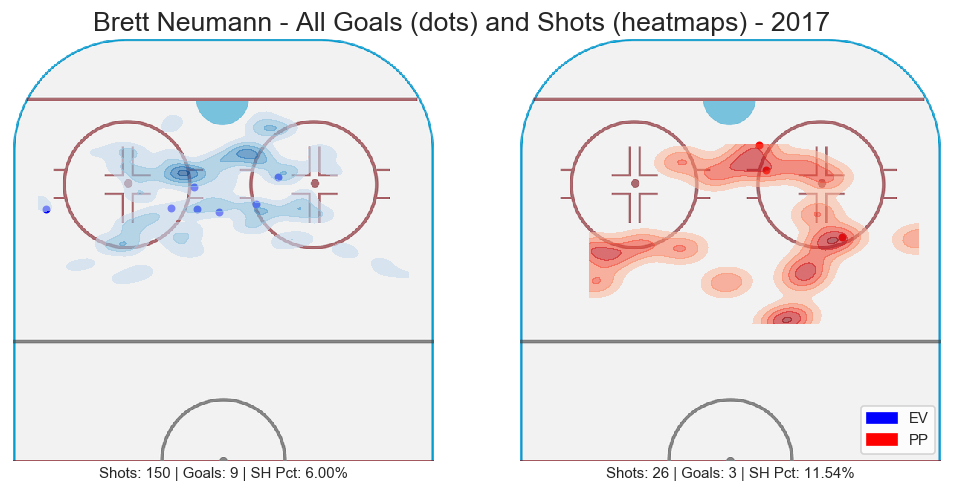 Brett Neumann - All Goals (dots) and Shots (heatmaps) - 2017
EV
PP
Shots: 150 | Goals: 9 | SH Pct: 6.00%
Shots: 26 | Goals: 3 | SH Pct: 11.54%